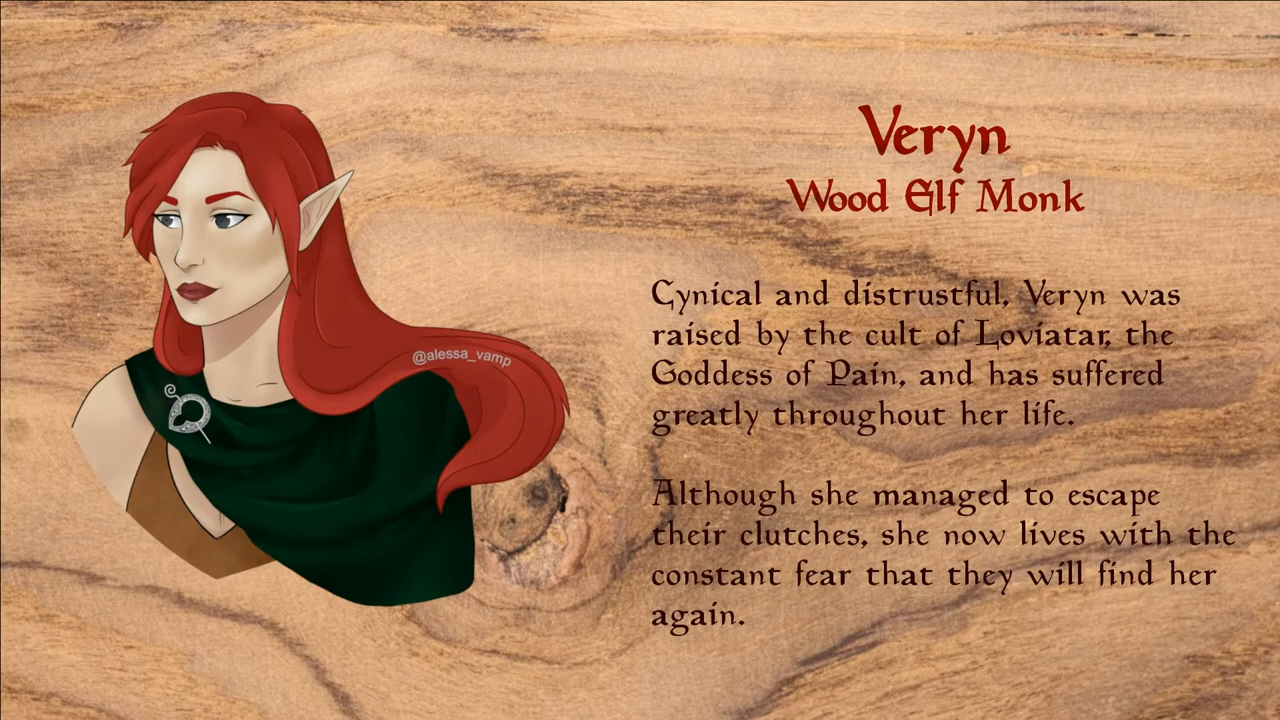 Veryn
Wood Elf Monk
@alessa_vamp
Cynical and distrustful, Veryn was
raised by the cult of Loviatar, the
Goddess of Pain, and has suffered
greatly throughout her life.
Although she managed to escape
their clutches, she now lives with the
constant fear that they will find her
again.